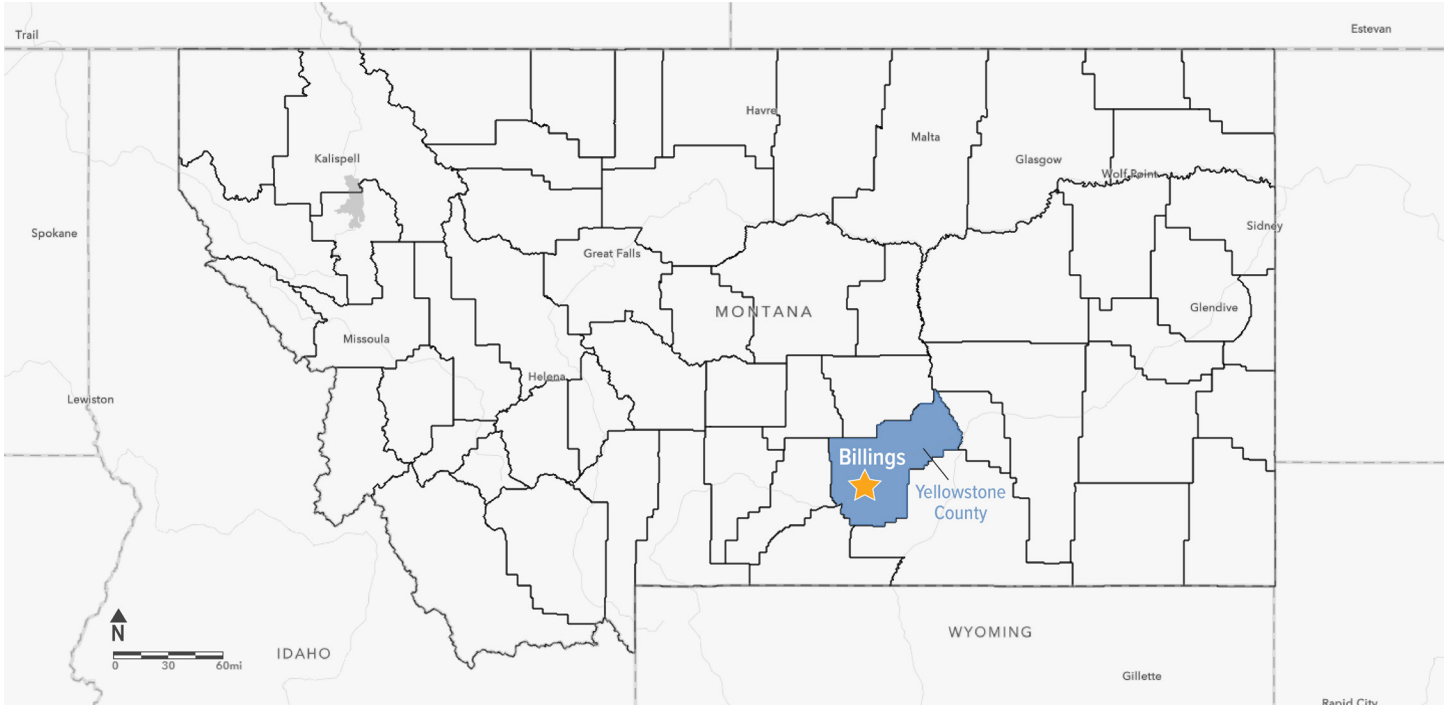 Trail
Estevan
Havre
Malta
Kalispell
Glasgow
Wolf Point
Sidney
Spokane
Great Falls
MONTANA
Glendive
Missoula
Helena
Lewiston
Billings
Yellowstone
County
N
0 30 60mi
IDAHO
WYOMING
Gillette
Rapid City